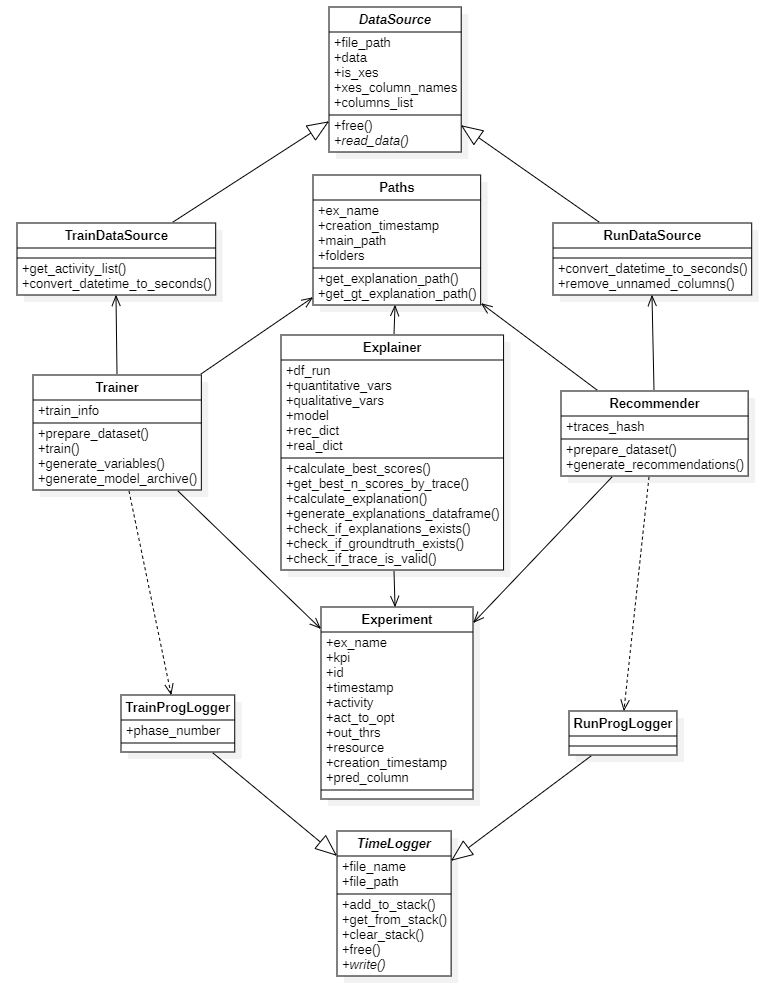 DataSource
+file_path
+data
+is_xes
+xes_column_names
+columns_list
+free()
+read_data()
Paths
+ex_name
+creation_timestamp
+main_path
+folders
+get_explanation_path()
+get_gt_explanation_path()
TrainDataSource
+get_activity_list()
+convert_datetime_to_seconds()
RunDataSource
+convert_datetime_to_seconds()
+remove_unnamed_columns()
Trainer
+train_info
+prepare_dataset()
+train()
+generate_variables()
+generate_model_archive()
Explainer
+df_run
+quantitative_vars
+qualitative_vars
+model
+rec_dict
+real_dict
+calculate_best_scores()
+get_best_n_scores_by_trace()
+calculate_explanation()
+generate_explanations_dataframe()
+check_if_explanations_exists()
+check_if_groundtruth_exists()
+check_if_trace_is_valid()
Recommender
+traces_hash
+prepare_dataset()
+generate_recommendations()
Experiment
+ex_name
+kpi
+id
+timestamp
+activity
+act_to_opt
+out_thrs
+resource
+creation_timestamp
+pred_column
TrainProgLogger
+phase_number
RunProgLogger
TimeLogger
+file_name
+file_path
+add_to_stack()
+get_from_stack()
+clear_stack()
+free()
+write()